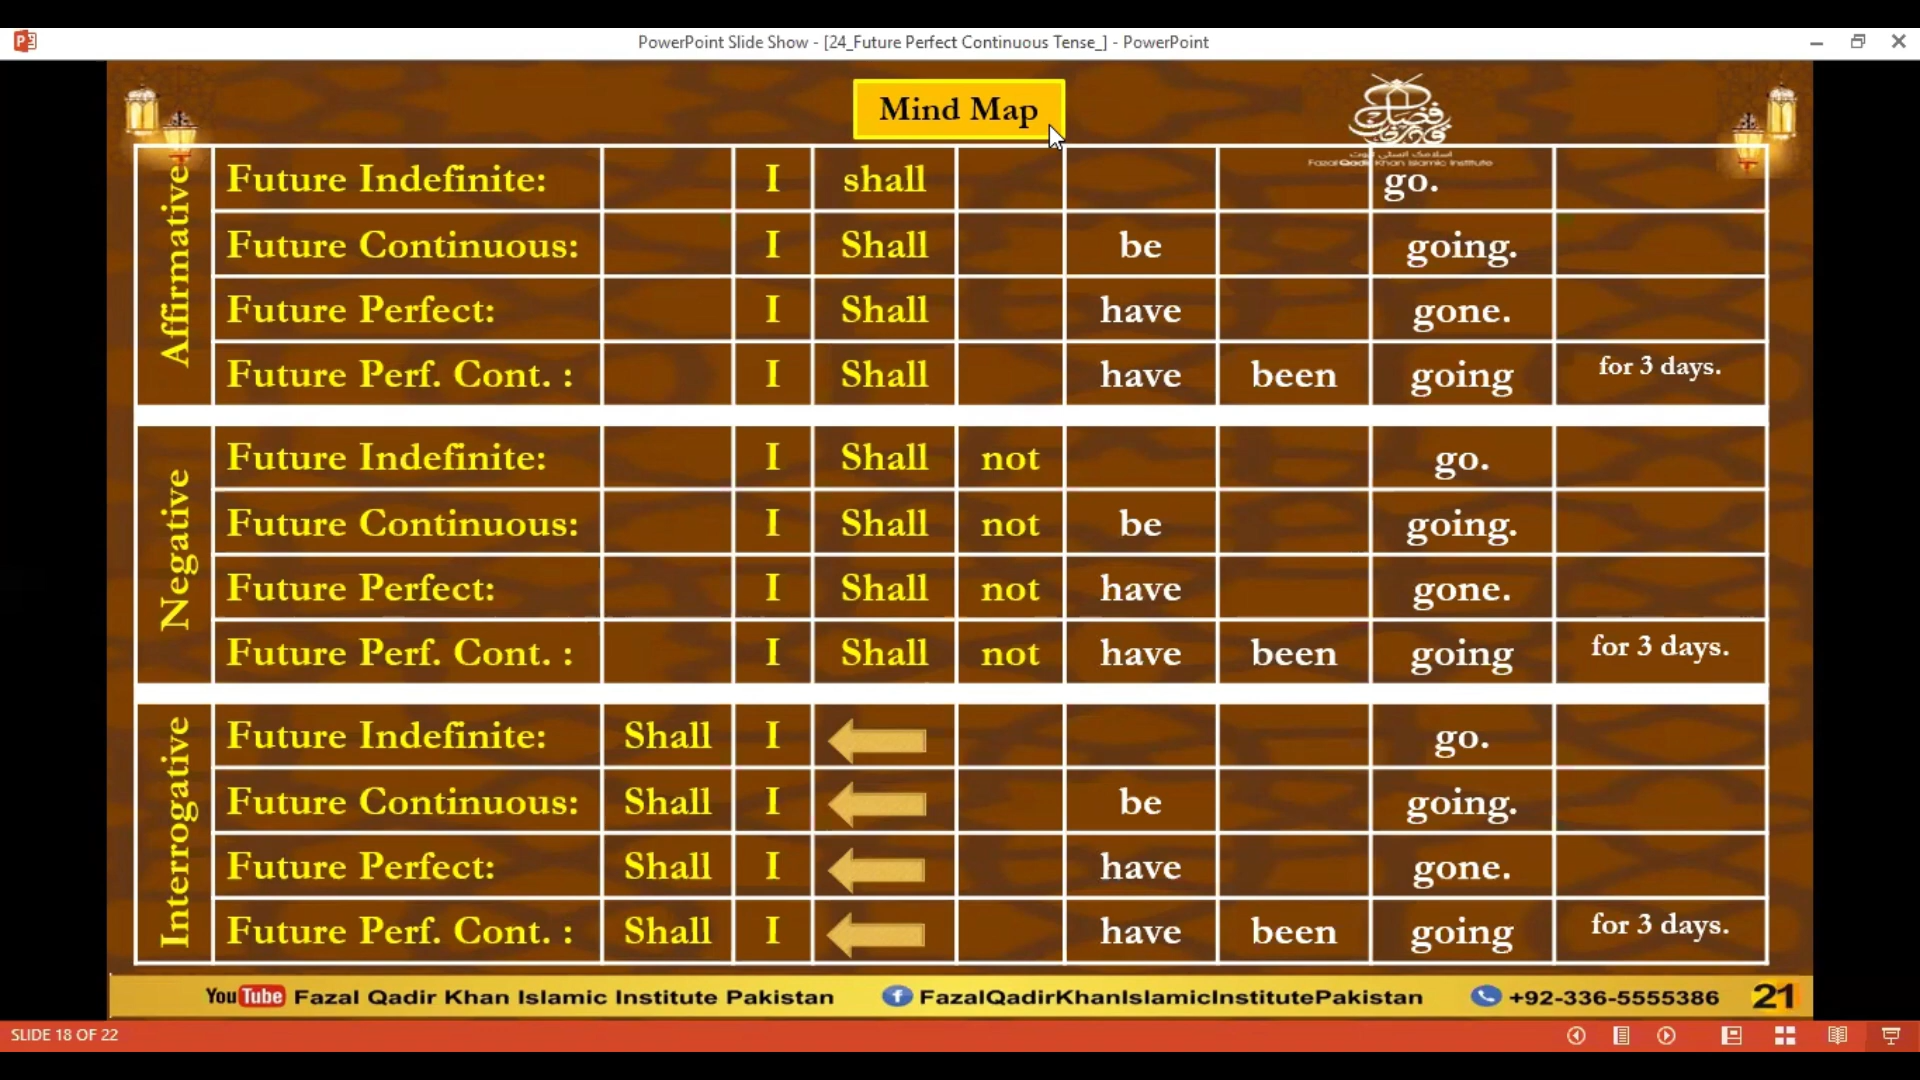 PowerPoint Slide Show - [24_Future Perfect Continuous Tense_] - PowerPoint
Mind Map
Fazal Qadir Khan Islamic Institute
Affirmative
Future Indefinite: I shall go.
Future Continuous: I Shall be going.
Future Perfect: I Shall have gone.
Future Perf. Cont. : I Shall have been going for 3 days.
Negative
Future Indefinite: I Shall not go.
Future Continuous: I Shall not be going.
Future Perfect: I Shall not have gone.
Future Perf. Cont. : I Shall not have been going for 3 days.
Interrogative
Future Indefinite: Shall I go.
Future Continuous: Shall I be going.
Future Perfect: Shall I have gone.
Future Perf. Cont. : Shall I have been going for 3 days.
YouTube Fazal Qadir Khan Islamic Institute Pakistan f FazalQadirKhanIslamicInstitutePakistan +92-336-5555386 21
SLIDE 18 OF 22